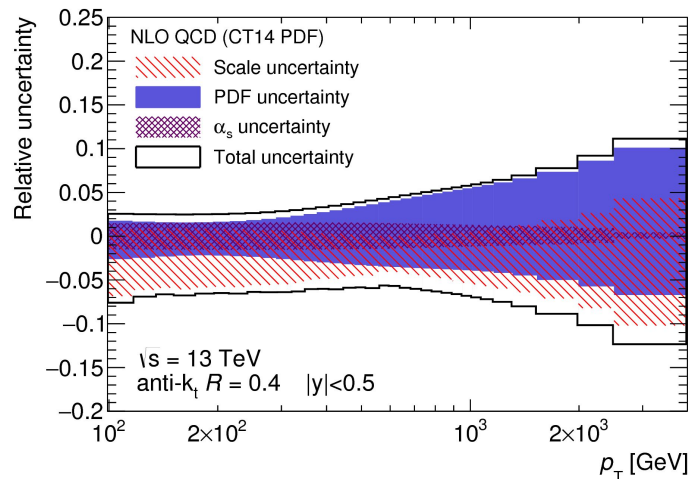 0.25
0.2
0.15
0.1
0.05
0
−0.05
−0.1
−0.15
−0.2
Relative uncertainty
NLO QCD (CT14 PDF)
Scale uncertainty
PDF uncertainty
αs uncertainty
Total uncertainty
√s = 13 TeV
anti-kt R = 0.4 |y|<0.5
10² 2×10² 10³ 2×10³
pT [GeV]